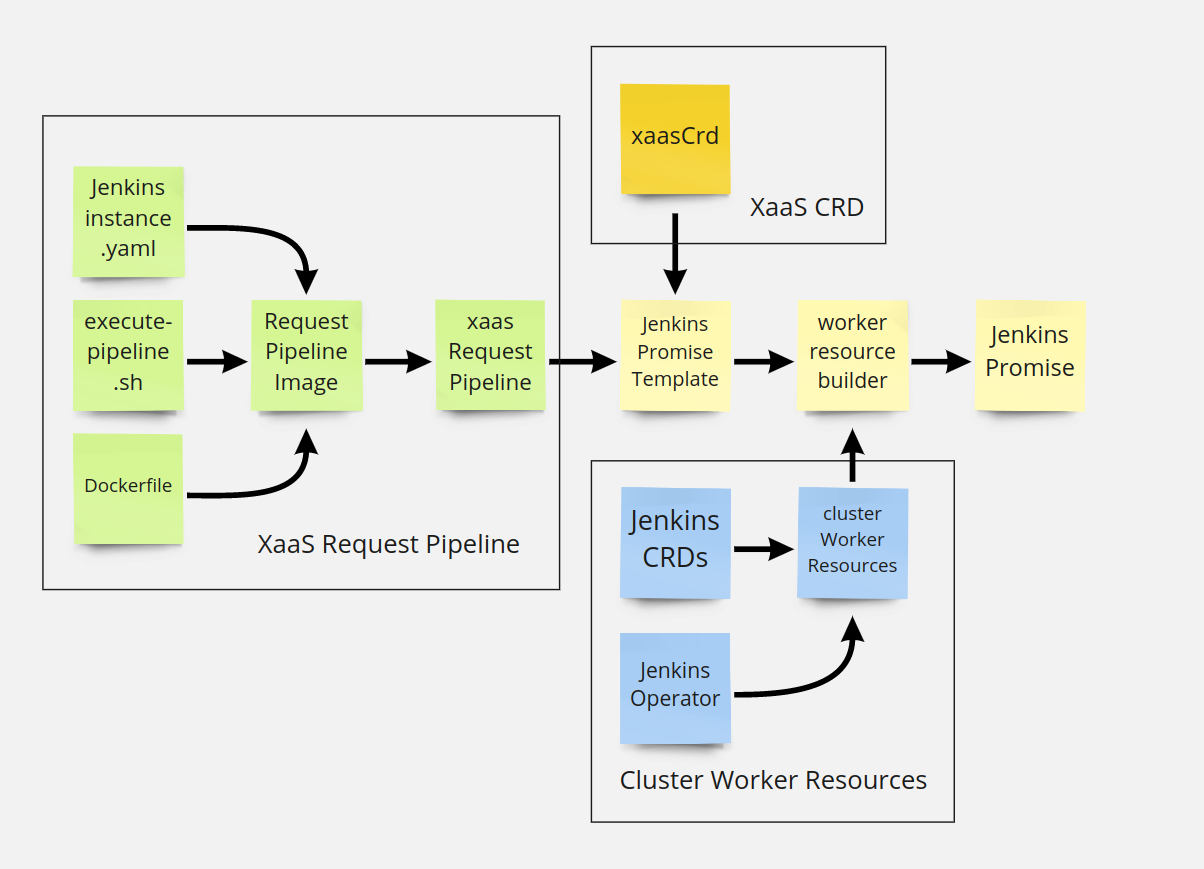 xaasCrd
XaaS CRD
Jenkins
instance
.yaml
execute-
pipeline
.sh
Dockerfile
Request
Pipeline
Image
xaas
Request
Pipeline
XaaS Request Pipeline
Jenkins
Promise
Template
worker
resource
builder
Jenkins
Promise
Jenkins
CRDs
cluster
Worker
Resources
Jenkins
Operator
Cluster Worker Resources